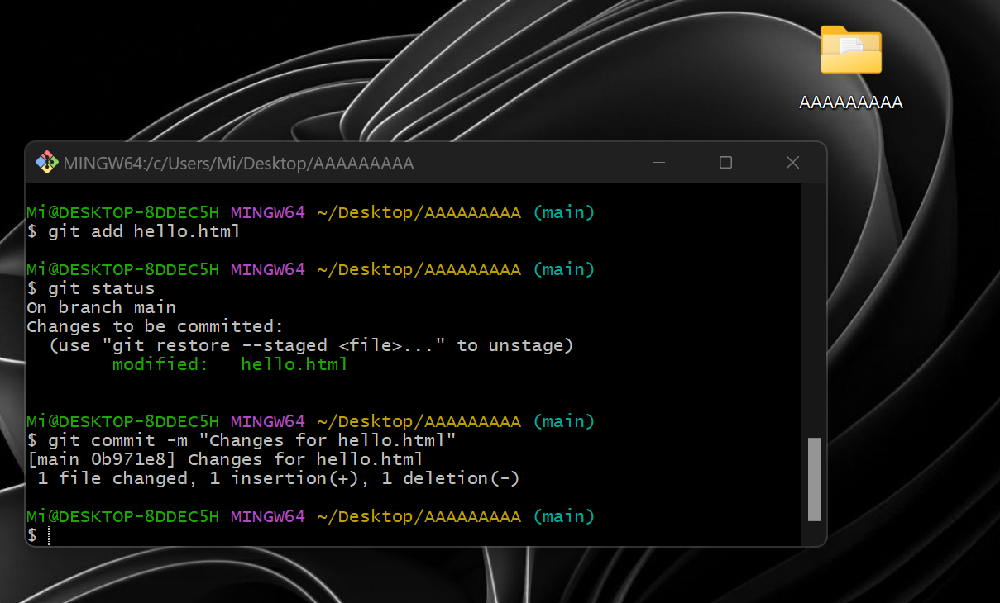 AAAAAAAAA
MINGW64:/c/Users/Mi/Desktop/AAAAAAAAA
Mi@DESKTOP-8DDEC5H MINGW64 ~/Desktop/AAAAAAAAA (main)
$ git add hello.html
Mi@DESKTOP-8DDEC5H MINGW64 ~/Desktop/AAAAAAAAA (main)
$ git status
On branch main
Changes to be committed:
  (use "git restore --staged <file>..." to unstage)
        modified:   hello.html
Mi@DESKTOP-8DDEC5H MINGW64 ~/Desktop/AAAAAAAAA (main)
$ git commit -m "Changes for hello.html"
[main 0b971e8] Changes for hello.html
 1 file changed, 1 insertion(+), 1 deletion(-)
Mi@DESKTOP-8DDEC5H MINGW64 ~/Desktop/AAAAAAAAA (main)
$